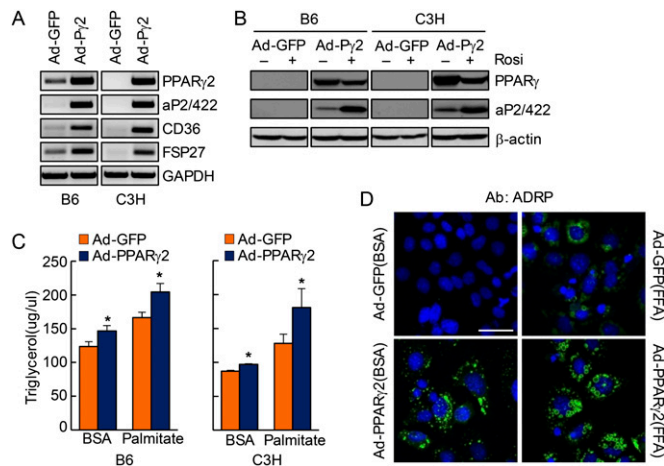 A
Ad-GFP
Ad-Pγ2
Ad-GFP
Ad-Pγ2
PPARγ2
aP2/422
CD36
FSP27
GAPDH
B6 C3H
B
B6 C3H
Ad-GFP Ad-Pγ2 Ad-GFP Ad-Pγ2
– + – + – + – + Rosi
PPARγ
aP2/422
β-actin
C
Ad-GFP
Ad-PPARγ2
Ad-GFP
Ad-PPARγ2
Triglycerol(ug/ul)
250
200
150
100
50
0
* * * *
BSA Palmitate BSA Palmitate
B6 C3H
D
Ab: ADRP
Ad-GFP(BSA)
Ad-GFP(FFA)
Ad-PPARγ2(BSA)
Ad-PPARγ2(FFA)